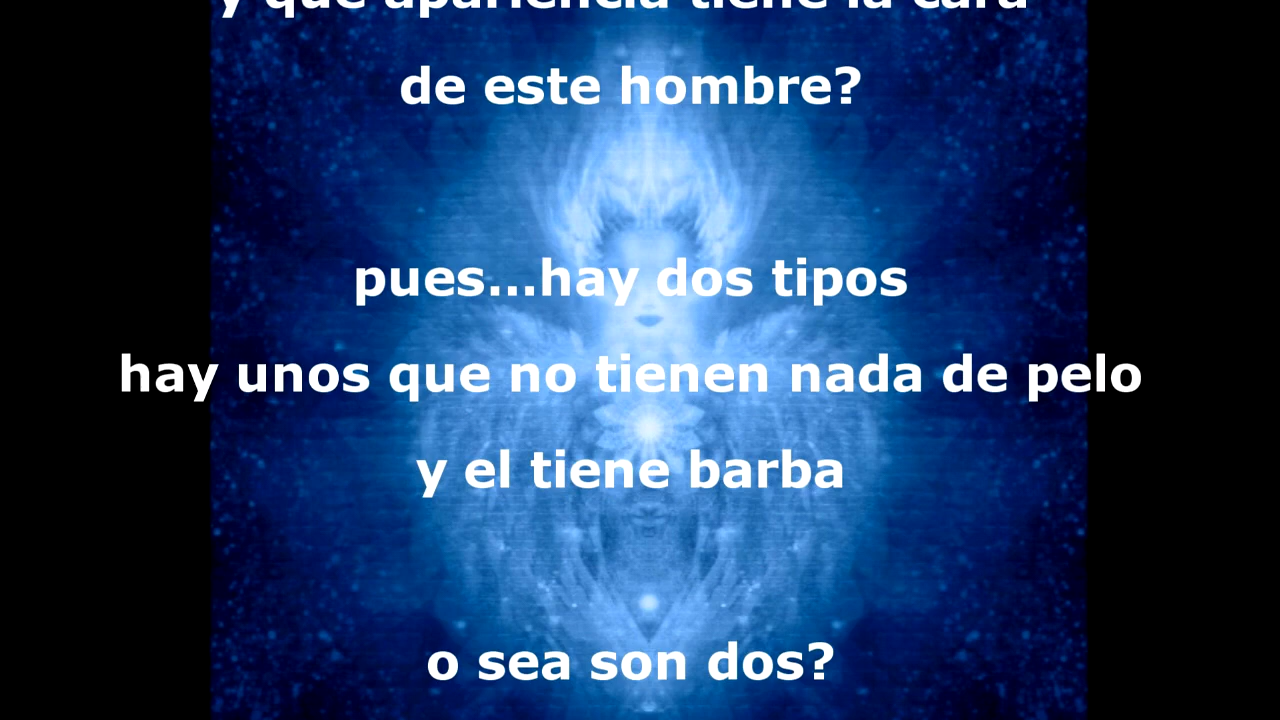 y que apariencia tiene la cara
de este hombre?
pues...hay dos tipos
hay unos que no tienen nada de pelo
y el tiene barba
o sea son dos?